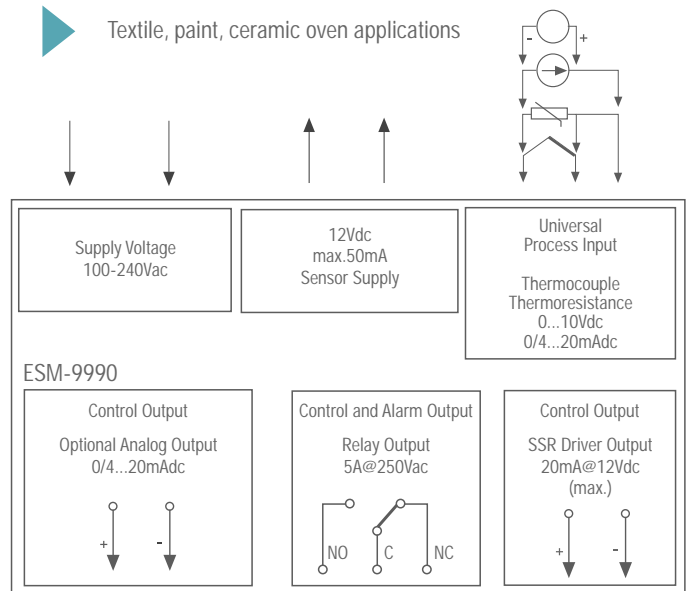 Textile, paint, ceramic oven applications
- +
Supply Voltage
100-240Vac
12Vdc
max.50mA
Sensor Supply
Universal
Process Input
Thermocouple
Thermoresistance
0...10Vdc
0/4...20mAdc
ESM-9990
Control Output
Optional Analog Output
0/4...20mAdc
+ -
Control and Alarm Output
Relay Output
5A@250Vac
NO C NC
Control Output
SSR Driver Output
20mA@12Vdc
(max.)
+ -